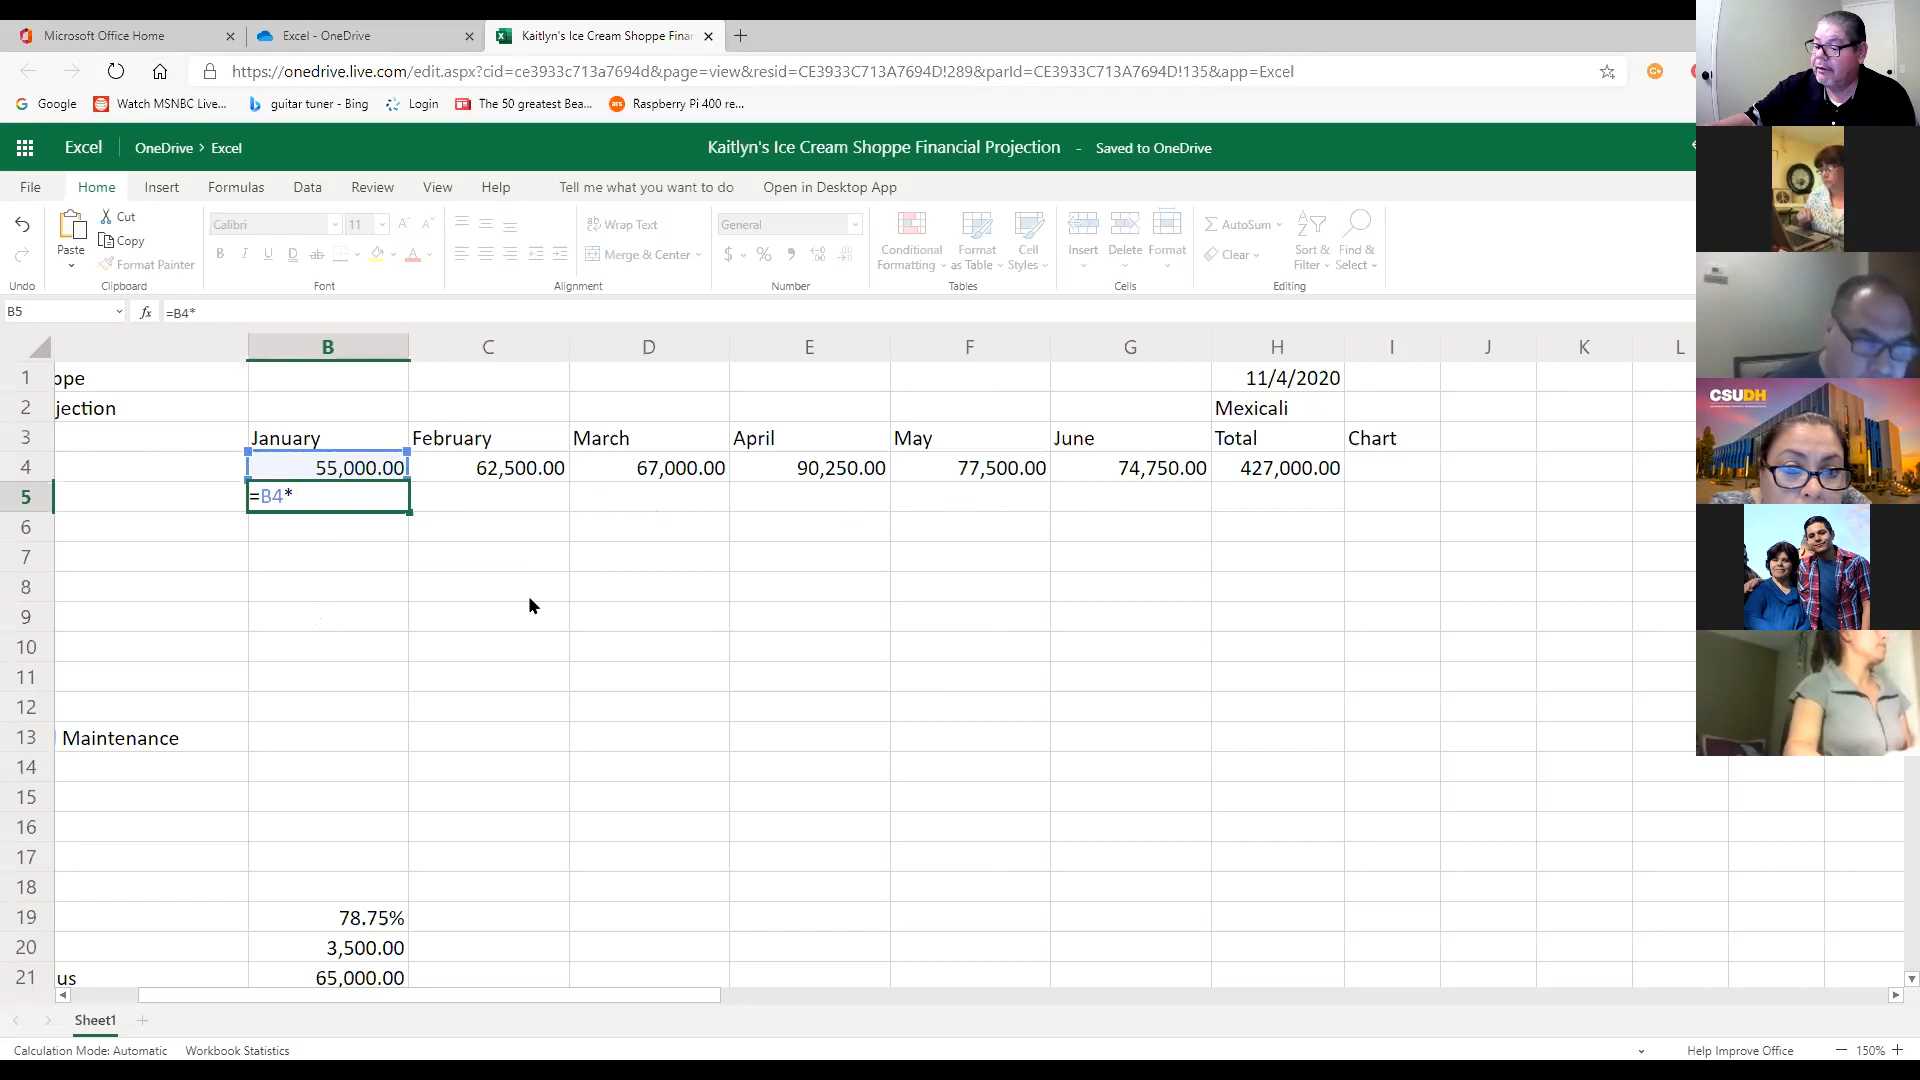 Microsoft Office Home
Excel - OneDrive
Kaitlyn's Ice Cream Shoppe Finan
https://onedrive.live.com/edit.aspx?cid=ce3933c713a7694d&page=view&resid=CE3933C713A7694D!289&parId=CE3933C713A7694D!135&app=Excel
Google Watch MSNBC Live... guitar tuner - Bing Login The 50 greatest Bea... Raspberry Pi 400 re...
Excel OneDrive > Excel Kaitlyn's Ice Cream Shoppe Financial Projection - Saved to OneDrive
File Home Insert Formulas Data Review View Help Tell me what you want to do Open in Desktop App
Paste Cut Copy Format Painter
Calibri 11 B I U D ab A
Wrap Text Merge & Center
General $ %
Conditional Formatting Format as Table Cell Styles
Insert Delete Format
AutoSum Clear Sort & Filter Find & Select
Undo Clipboard Font Alignment Number Tables Cells Editing
B5 fx =B4*
B C D E F G H I J K L
1 ppe 11/4/2020
2 jection Mexicali
3 January February March April May June Total Chart
4 55,000.00 62,500.00 67,000.00 90,250.00 77,500.00 74,750.00 427,000.00
5 =B4*
6
7
8
9
10
11
12
13 Maintenance
14
15
16
17
18
19 78.75%
20 3,500.00
21 us 65,000.00
Sheet1
Calculation Mode: Automatic Workbook Statistics Help Improve Office 150%
CSUDH